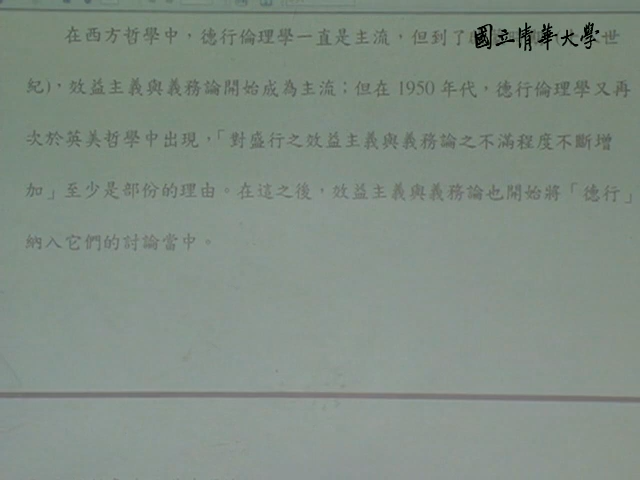 國立清華大學
在西方哲學中，德行倫理學一直是主流，但到了世
紀)，效益主義與義務論開始成為主流；但在 1950 年代，德行倫理學又再
次於英美哲學中出現，「對盛行之效益主義與義務論之不滿程度不斷增
加」至少是部份的理由。在這之後，效益主義與義務論也開始將「德行」
納入它們的討論當中。